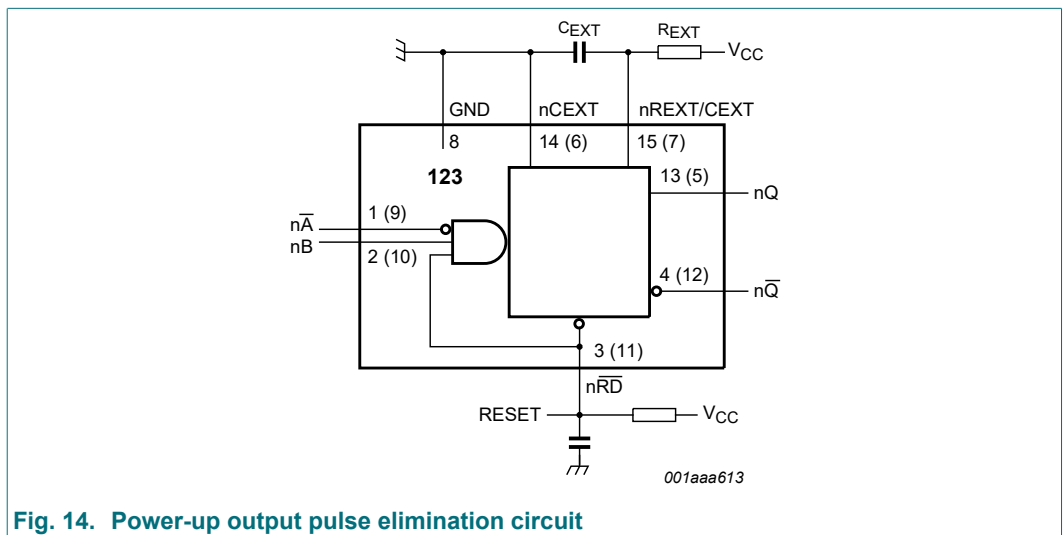 CEXT
REXT
VCC
GND
nCEXT
nREXT/CEXT
8
14 (6)
15 (7)
123
13 (5)
nQ
1 (9)
nA̅
nB
2 (10)
4 (12)
nQ̅
3 (11)
nR̅D̅
RESET
VCC
001aaa613
Fig. 14. Power-up output pulse elimination circuit